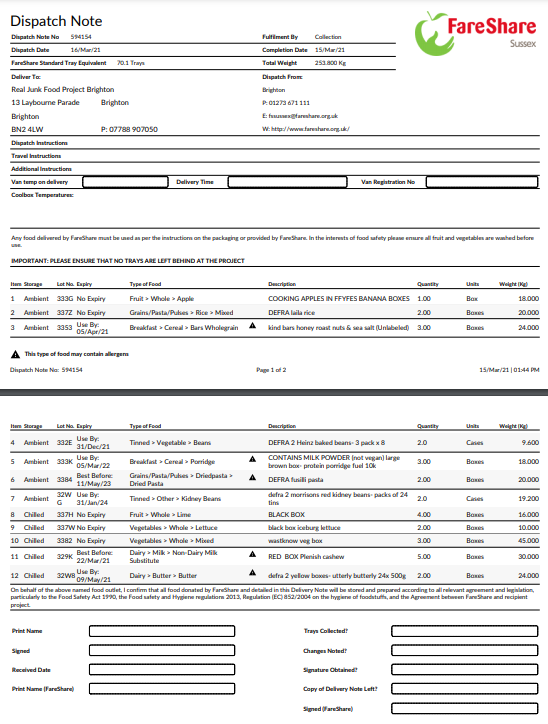 Dispatch Note
FareShare
Sussex
Dispatch Note No 594154 Fulfilment By Collection
Dispatch Date 16/Mar/21 Completion Date 15/Mar/21
FareShare Standard Tray Equivalent 70.1 Trays Total Weight 253.800 Kg
Deliver To: Dispatch From:
Real Junk Food Project Brighton Brighton
13 Laybourne Parade Brighton P: 01273 671 111
Brighton E: fssussex@fareshare.org.uk
BN2 4LW P: 07788 907050 W: http://www.fareshare.org.uk/
Dispatch Instructions
Travel Instructions
Additional Instructions
Van temp on delivery Delivery Time Van Registration No
Coolbox Temperatures:
Any food delivered by FareShare must be used as per the instructions on the packaging or provided by FareShare. In the interests of food safety please ensure all fruit and vegetables are washed before
use.
IMPORTANT: PLEASE ENSURE THAT NO TRAYS ARE LEFT BEHIND AT THE PROJECT
Item Storage Lot No. Expiry Type of Food Description Quantity Units Weight (Kg)
1 Ambient 333G No Expiry Fruit > Whole > Apple COOKING APPLES IN FFYFES BANANA BOXES 1.00 Box 18.000
2 Ambient 337Z No Expiry Grains/Pasta/Pulses > Rice > Mixed DEFRA laila rice 2.00 Boxes 20.000
3 Ambient 3353 Use By: 05/Apr/21 Breakfast > Cereal > Bars Wholegrain kind bars honey roast nuts & sea salt (Unlabeled) 3.00 Boxes 24.000
This type of food may contain allergens
Dispatch Note No: 594154 Page 1 of 2 15/Mar/21 | 01:44 PM
Item Storage Lot No. Expiry Type of Food Description Quantity Units Weight (Kg)
4 Ambient 332E Use By: 31/Dec/21 Tinned > Vegetable > Beans DEFRA 2 Heinz baked beans- 3 pack x 8 2.0 Cases 9.600
5 Ambient 333K Use By: 05/Mar/22 Breakfast > Cereal > Porridge CONTAINS MILK POWDER (not vegan) large brown box- protein porridge fuel 10k 3.00 Boxes 18.000
6 Ambient 3384 Best Before: 11/May/23 Grains/Pasta/Pulses > Driedpasta > Dried Pasta DEFRA fusilli pasta 2.00 Boxes 20.000
7 Ambient 32WG Use By: 31/Jan/24 Tinned > Other > Kidney Beans defra 2 morrisons red kidney beans- packs of 24 tins 2.0 Cases 19.200
8 Chilled 337H No Expiry Fruit > Whole > Lime BLACK BOX 4.00 Boxes 16.000
9 Chilled 337W No Expiry Vegetables > Whole > Lettuce black box iceburg lettuce 2.00 Boxes 10.000
10 Chilled 3382 No Expiry Vegetables > Whole > Mixed wastknow veg box 3.00 Boxes 45.000
11 Chilled 329K Best Before: 22/Mar/21 Dairy > Milk > Non-Dairy Milk Substitute RED BOX Plenish cashew 5.00 Boxes 30.000
12 Chilled 32W8 Use By: 09/May/21 Dairy > Butter > Butter defra 2 yellow boxes- utterly butterly 24x 500g 2.00 Boxes 24.000
On behalf of the above named food outlet, I confirm that all food donated by FareShare and detailed in this Delivery Note will be stored and prepared according to all relevant agreement and legislation,
particularly to the Food Safety Act 1990, the Food safety and Hygiene regulations 2013, Regulation (EC) 852/2004 on the hygiene of foodstuffs, and the Agreement between FareShare and recipient
project.
Print Name Trays Collected?
Signed Changes Noted?
Received Date Signature Obtained?
Print Name (FareShare) Copy of Delivery Note Left?
Signed (FareShare)